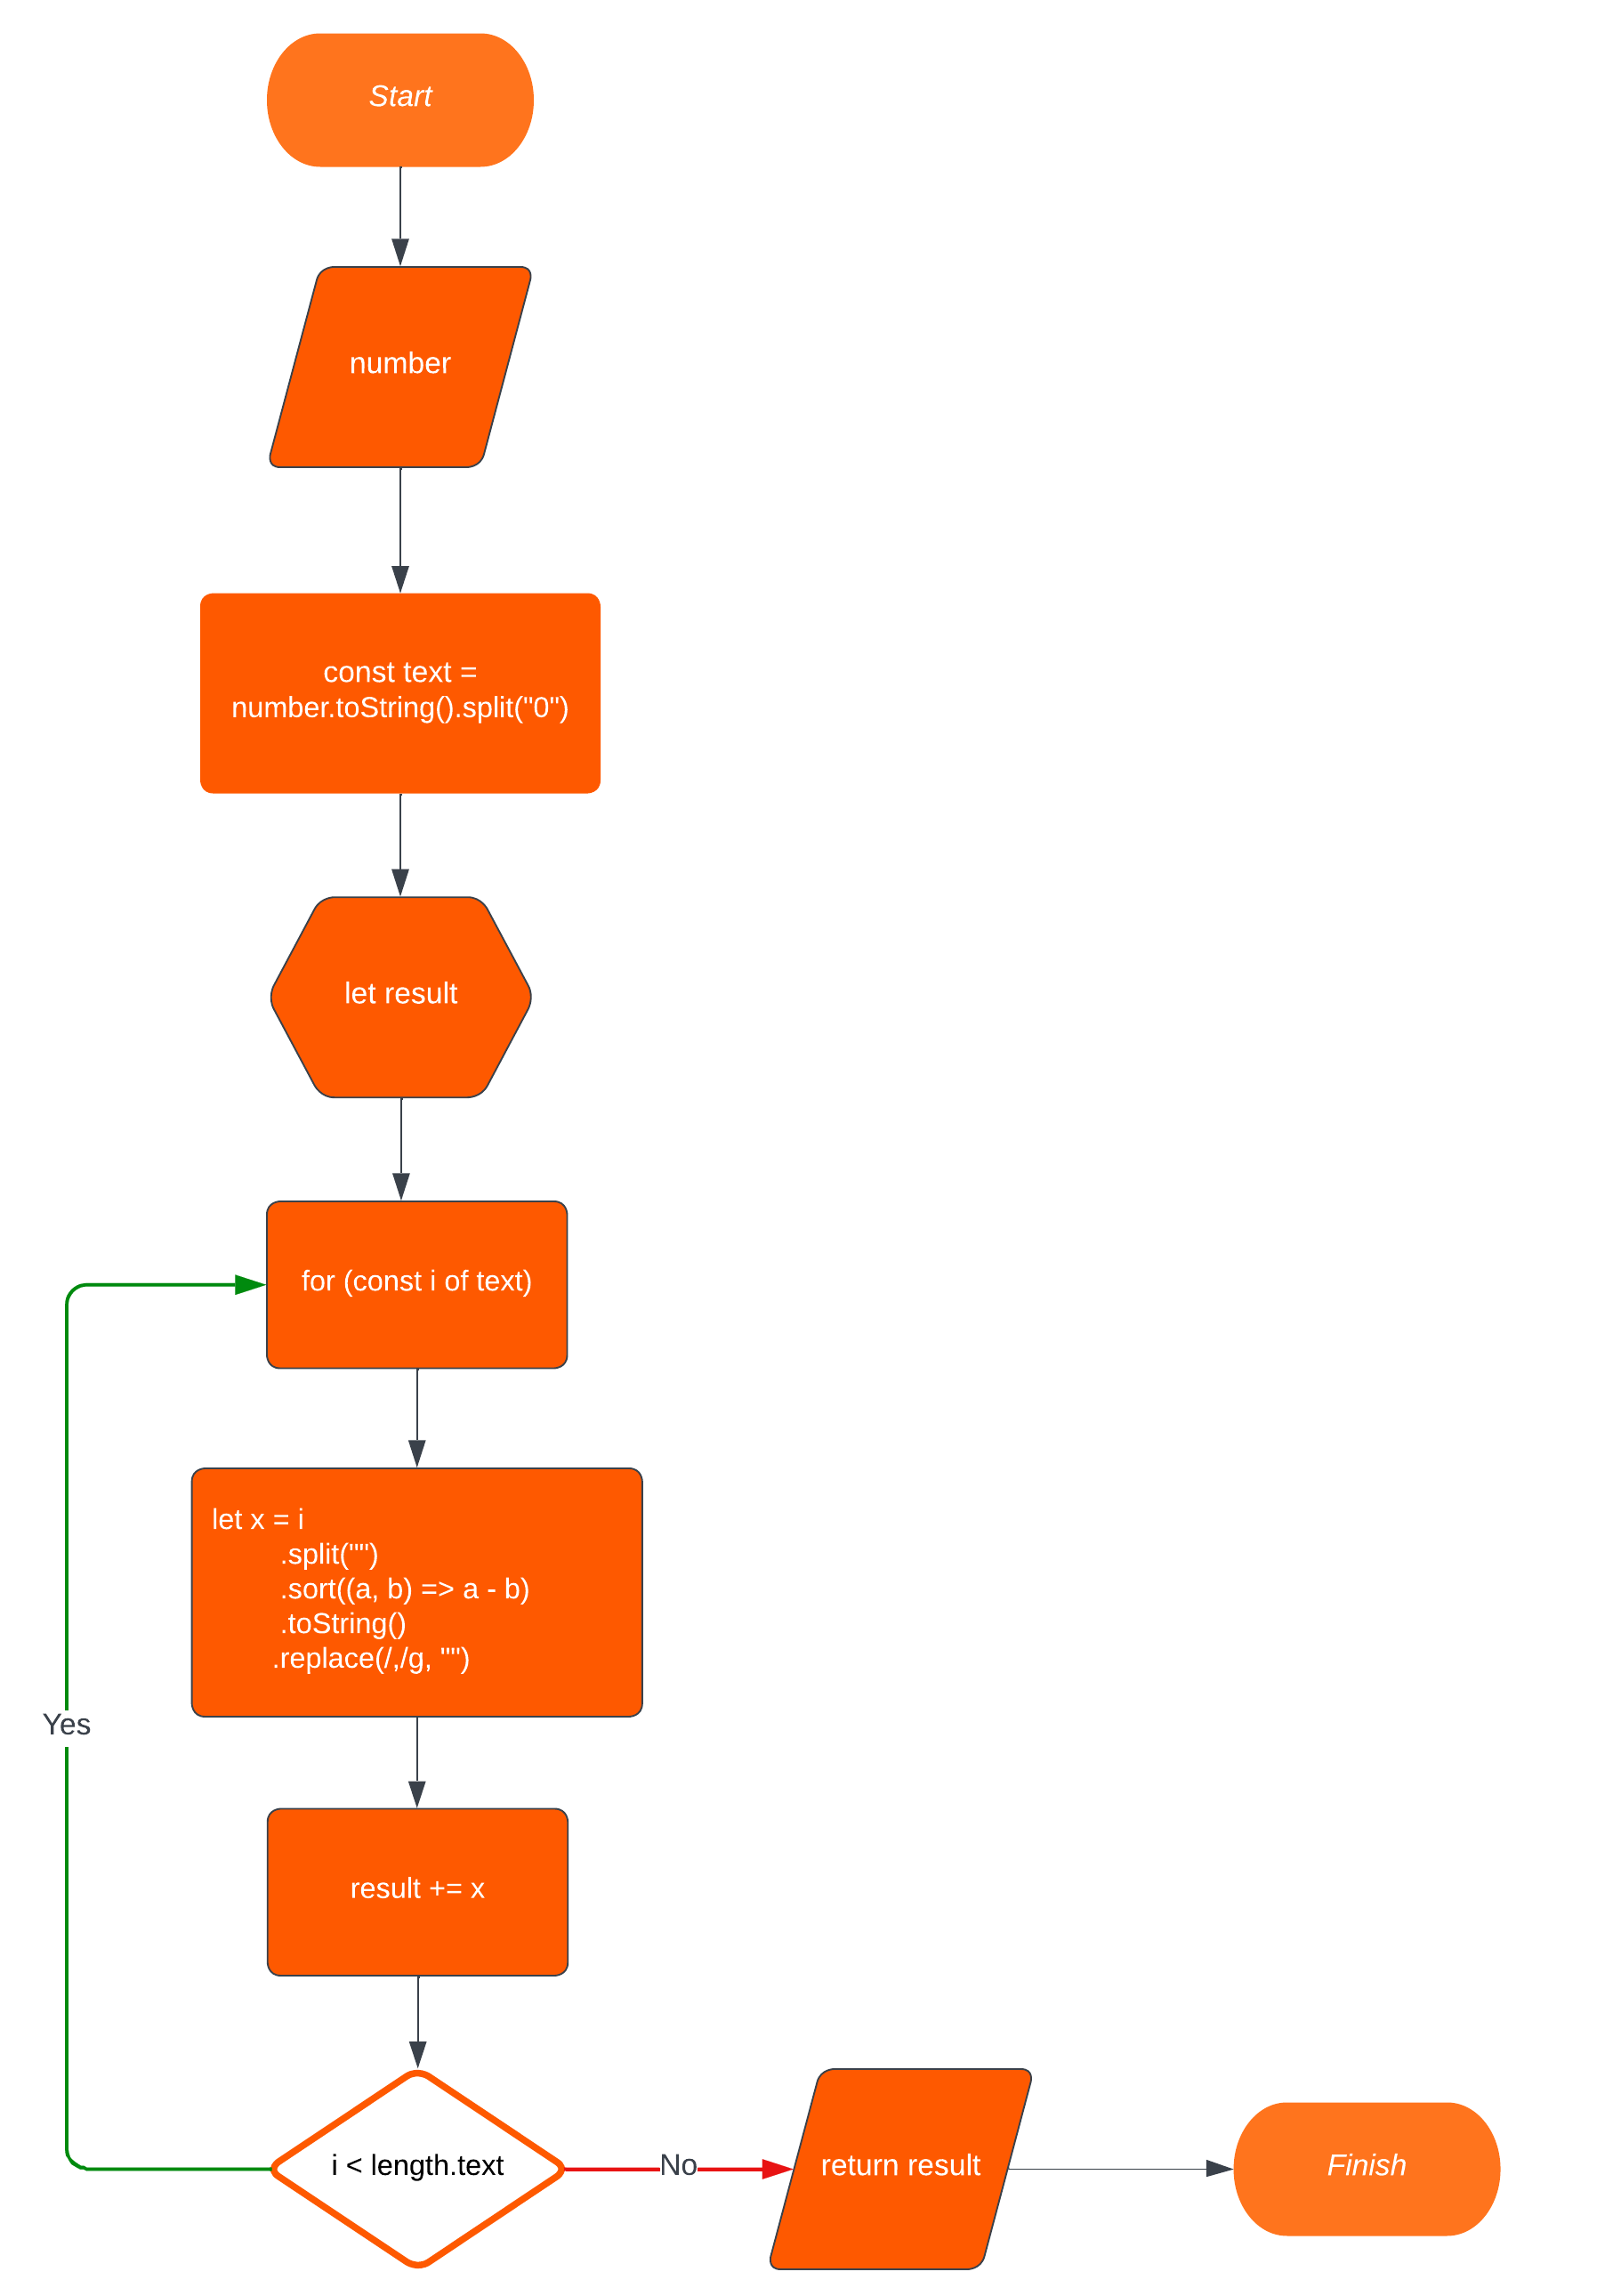 Start
number
const text =
number.toString().split("0")
let result
for (const i of text)
let x = i
.split("")
.sort((a, b) => a - b)
.toString()
.replace(/,/g, "")
Yes
result += x
i < length.text
No
return result
Finish